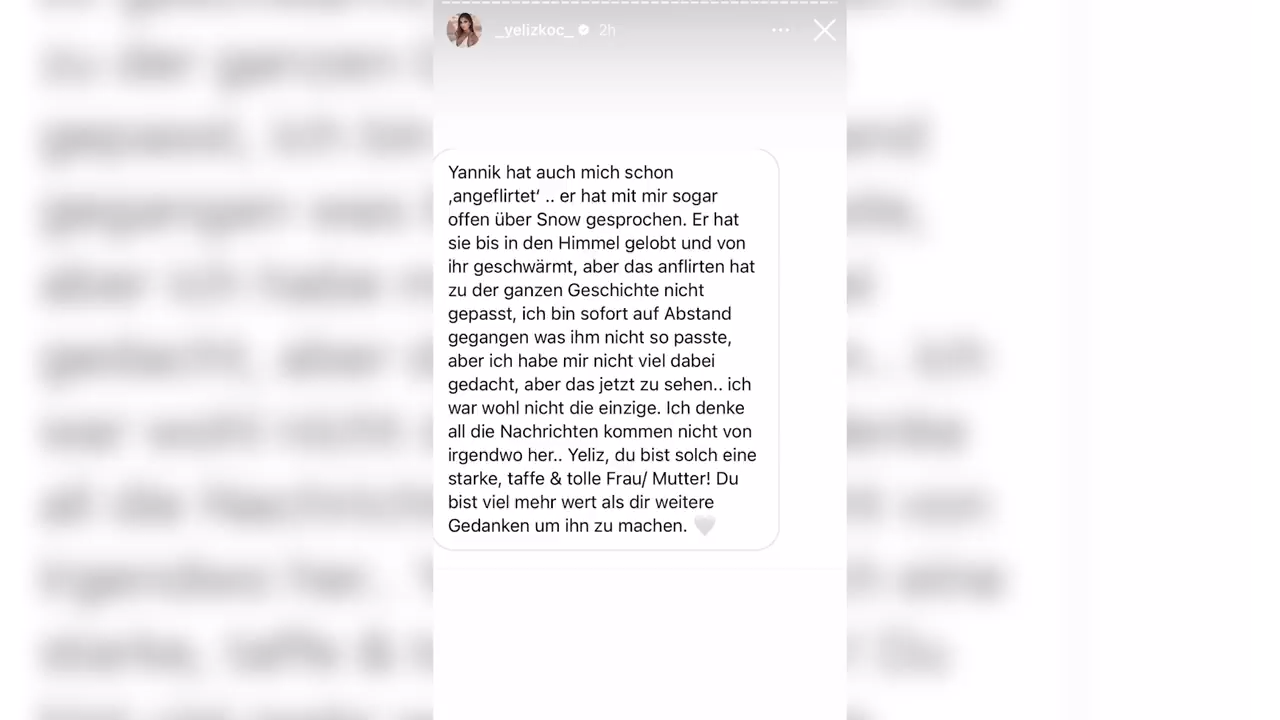 _yelizkoc_ 2h
Yannik hat auch mich schon
‚angeflirtet‘ .. er hat mit mir sogar
offen über Snow gesprochen. Er hat
sie bis in den Himmel gelobt und von
ihr geschwärmt, aber das anflirten hat
zu der ganzen Geschichte nicht
gepasst, ich bin sofort auf Abstand
gegangen was ihm nicht so passte,
aber ich habe mir nicht viel dabei
gedacht, aber das jetzt zu sehen.. ich
war wohl nicht die einzige. Ich denke
all die Nachrichten kommen nicht von
irgendwo her.. Yeliz, du bist solch eine
starke, taffe & tolle Frau/ Mutter! Du
bist viel mehr wert als dir weitere
Gedanken um ihn zu machen. 🤍